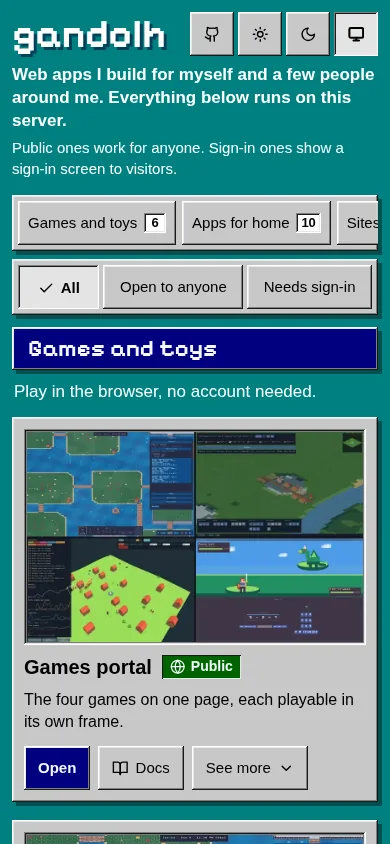 gandolh
Web apps I build for myself and a few people
around me. Everything below runs on this
server.
Public ones work for anyone. Sign-in ones show a
sign-in screen to visitors.
Games and toys 6 Apps for home 10 Sites
All Open to anyone Needs sign-in
Games and toys
Play in the browser, no account needed.
Games portal Public
The four games on one page, each playable in
its own frame.
Open Docs See more